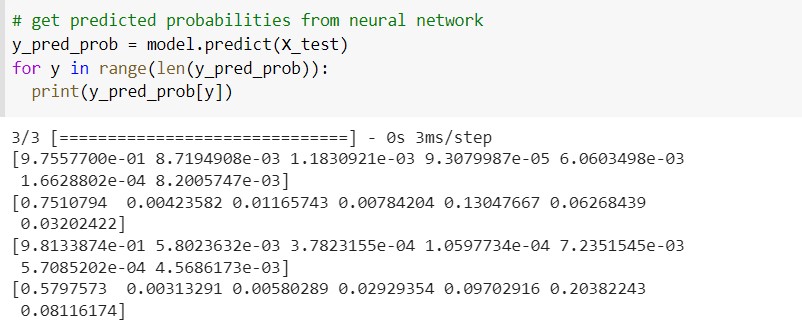 # get predicted probabilities from neural network
y_pred_prob = model.predict(X_test)
for y in range(len(y_pred_prob)):
  print(y_pred_prob[y])
3/3 [==============================] - 0s 3ms/step
[9.7557700e-01 8.7194908e-03 1.1830921e-03 9.3079987e-05 6.0603498e-03
 1.6628802e-04 8.2005747e-03]
[0.7510794  0.00423582 0.01165743 0.00784204 0.13047667 0.06268439
 0.03202422]
[9.8133874e-01 5.8023632e-03 3.7823155e-04 1.0597734e-04 7.2351545e-03
 5.7085202e-04 4.5686173e-03]
[0.5797573  0.00313291 0.00580289 0.02929354 0.09702916 0.20382243
 0.08116174]